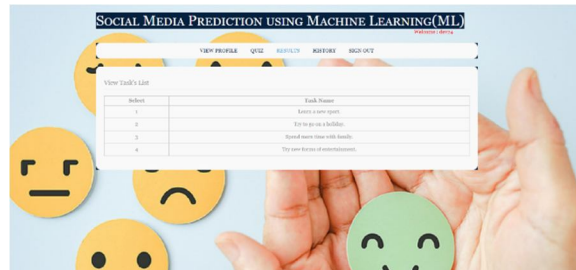 SOCIAL MEDIA PREDICTION USING MACHINE LEARNING(ML)
VIEW PROFILE QUIZ RESULTS HISTORY SIGN OUT
View Task's List
Select Task Name
1 Learn a new sport.
2 Try to go on a holiday.
3 Spend more time with family.
4 Try new forms of entertainment.